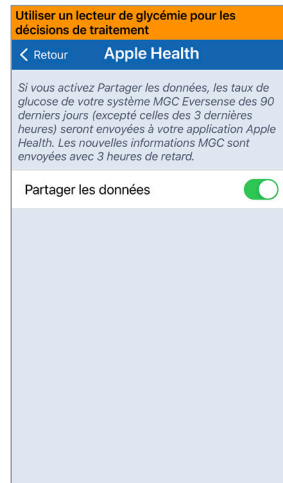 Utiliser un lecteur de glycémie pour les
décisions de traitement
Retour Apple Health
Si vous activez Partager les données, les taux de
glucose de votre système MGC Eversense des 90
derniers jours (excepté celles des 3 dernières
heures) seront envoyées à votre application Apple
Health. Les nouvelles informations MGC sont
envoyées avec 3 heures de retard.
Partager les données